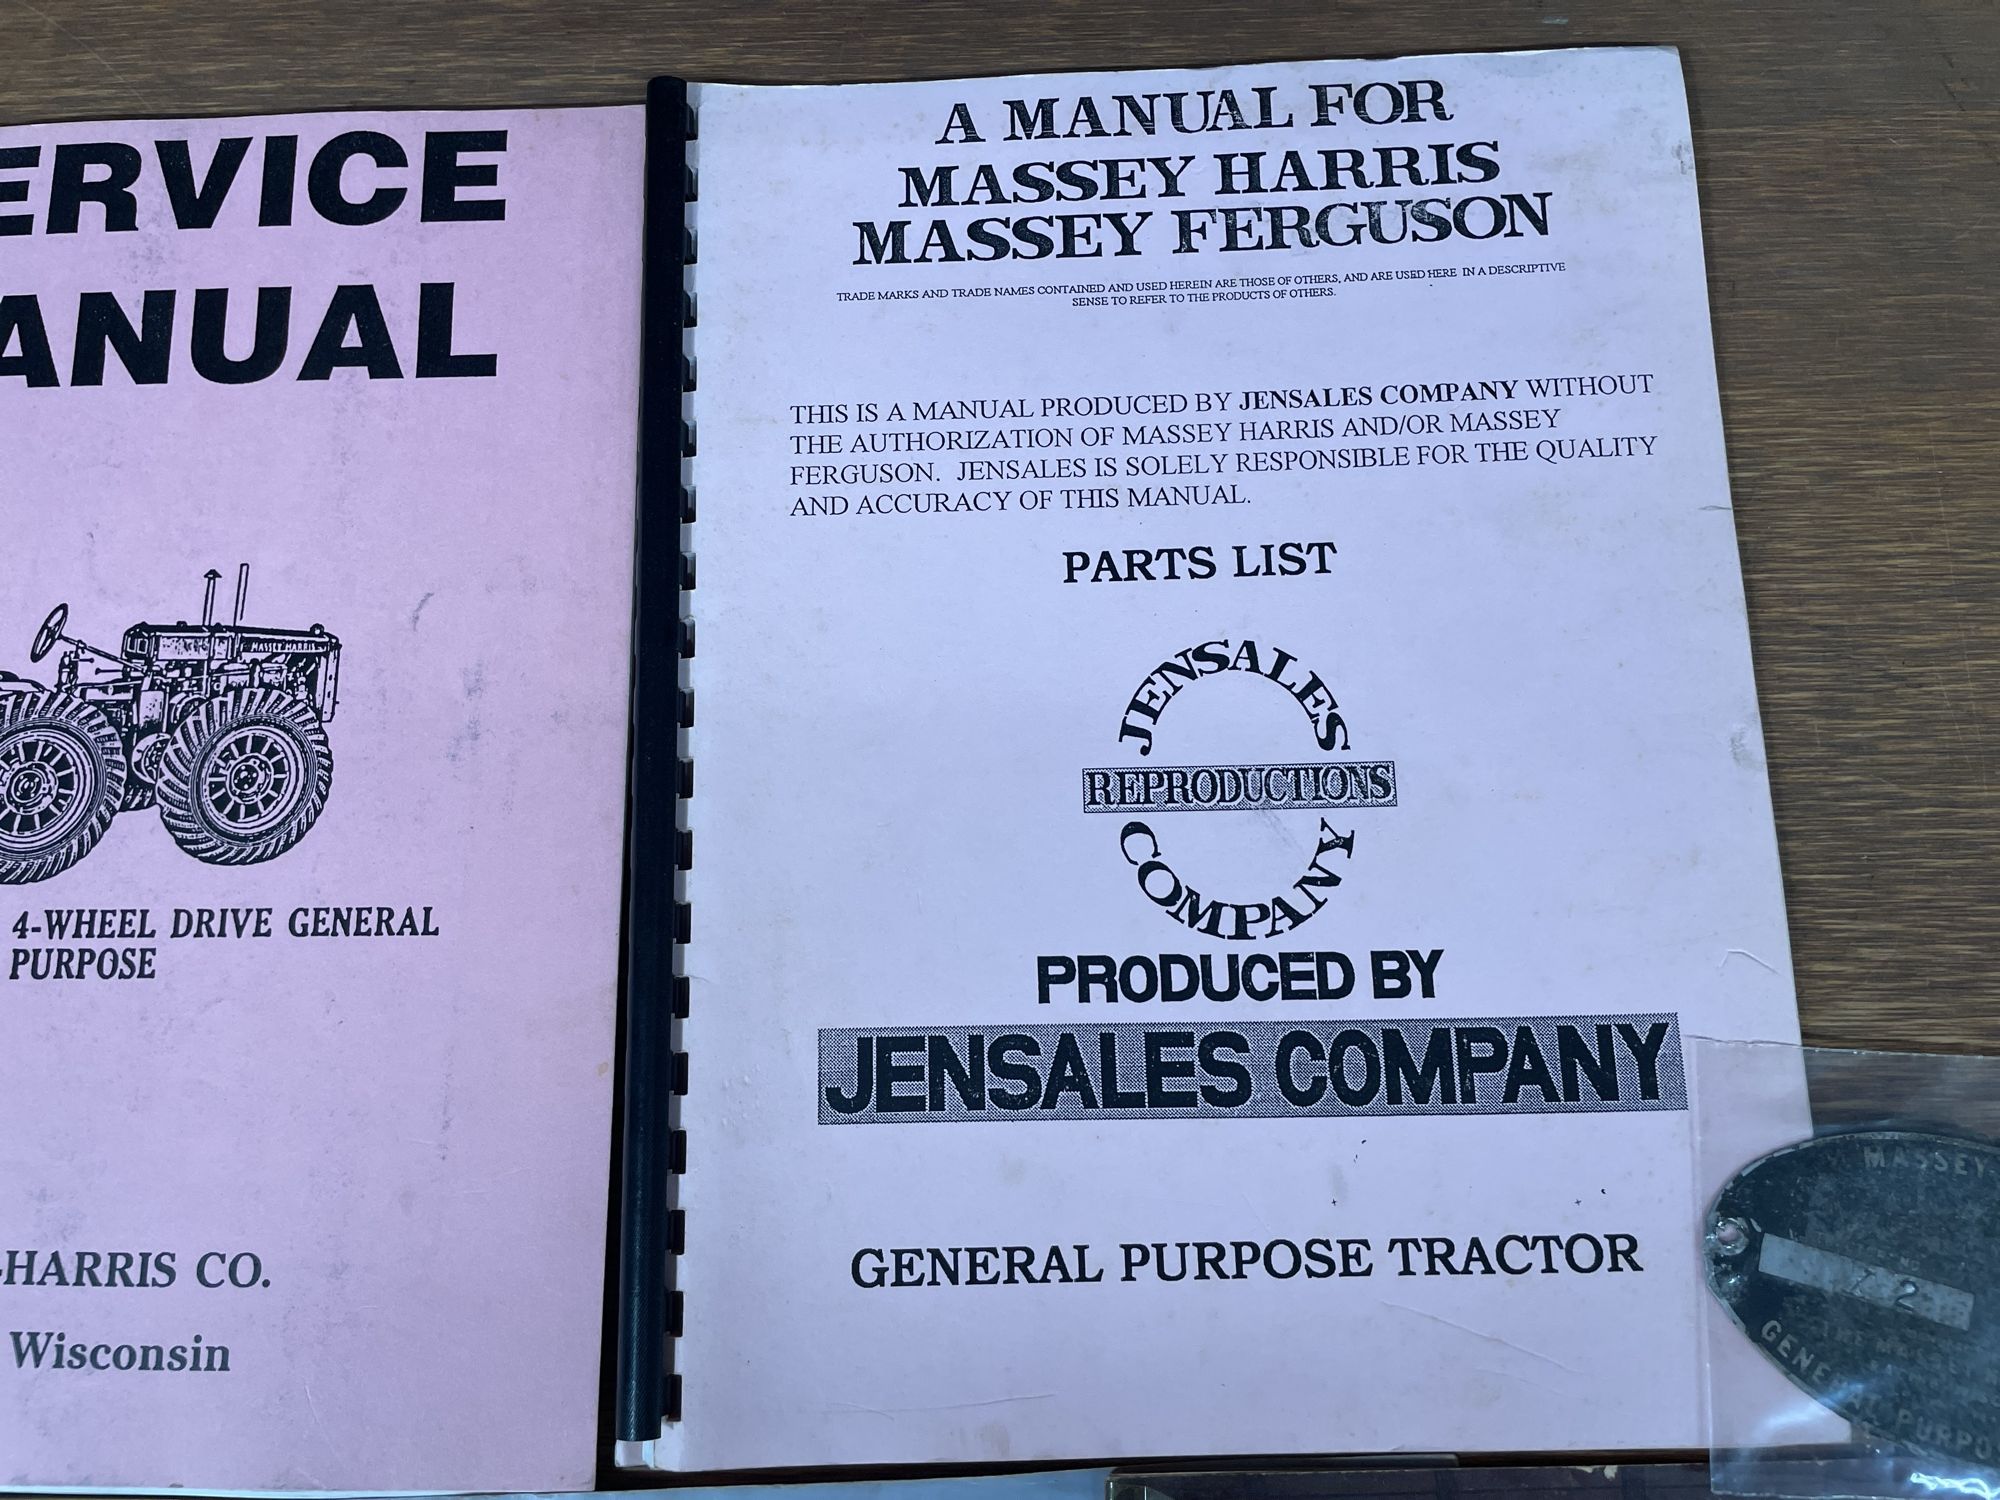 ERVICE
ANUAL
MASSEY HARRIS
4-WHEEL DRIVE GENERAL
PURPOSE
-HARRIS CO.
Wisconsin
A MANUAL FOR
MASSEY HARRIS
MASSEY FERGUSON
TRADE MARKS AND TRADE NAMES CONTAINED AND USED HEREIN ARE THOSE OF OTHERS, AND ARE USED HERE IN A DESCRIPTIVE
SENSE TO REFER TO THE PRODUCTS OF OTHERS.
THIS IS A MANUAL PRODUCED BY JENSALES COMPANY WITHOUT
THE AUTHORIZATION OF MASSEY HARRIS AND/OR MASSEY
FERGUSON. JENSALES IS SOLELY RESPONSIBLE FOR THE QUALITY
AND ACCURACY OF THIS MANUAL.
PARTS LIST
JENSALES
REPRODUCTIONS
COMPANY
PRODUCED BY
JENSALES COMPANY
GENERAL PURPOSE TRACTOR
MASSEY-
GENERAL PURPO